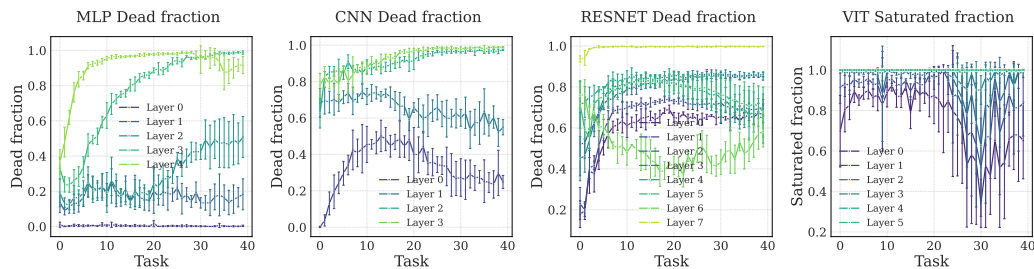 MLP Dead fraction
Dead fraction
1.0
0.8
0.6
0.4
0.2
0.0
Layer 0
Layer 1
Layer 2
Layer 3
Layer 4
0 10 20 30 40
Task
CNN Dead fraction
Dead fraction
1.0
0.8
0.6
0.4
0.2
0.0
Layer 0
Layer 1
Layer 2
Layer 3
0 10 20 30 40
Task
RESNET Dead fraction
Dead fraction
1.0
0.8
0.6
0.4
0.2
Layer 0
Layer 1
Layer 2
Layer 3
Layer 4
Layer 5
Layer 6
Layer 7
0 10 20 30 40
Task
VIT Saturated fraction
Saturated fraction
1.0
0.8
0.6
0.4
0.2
Layer 0
Layer 1
Layer 2
Layer 3
Layer 4
Layer 5
0 10 20 30 40
Task